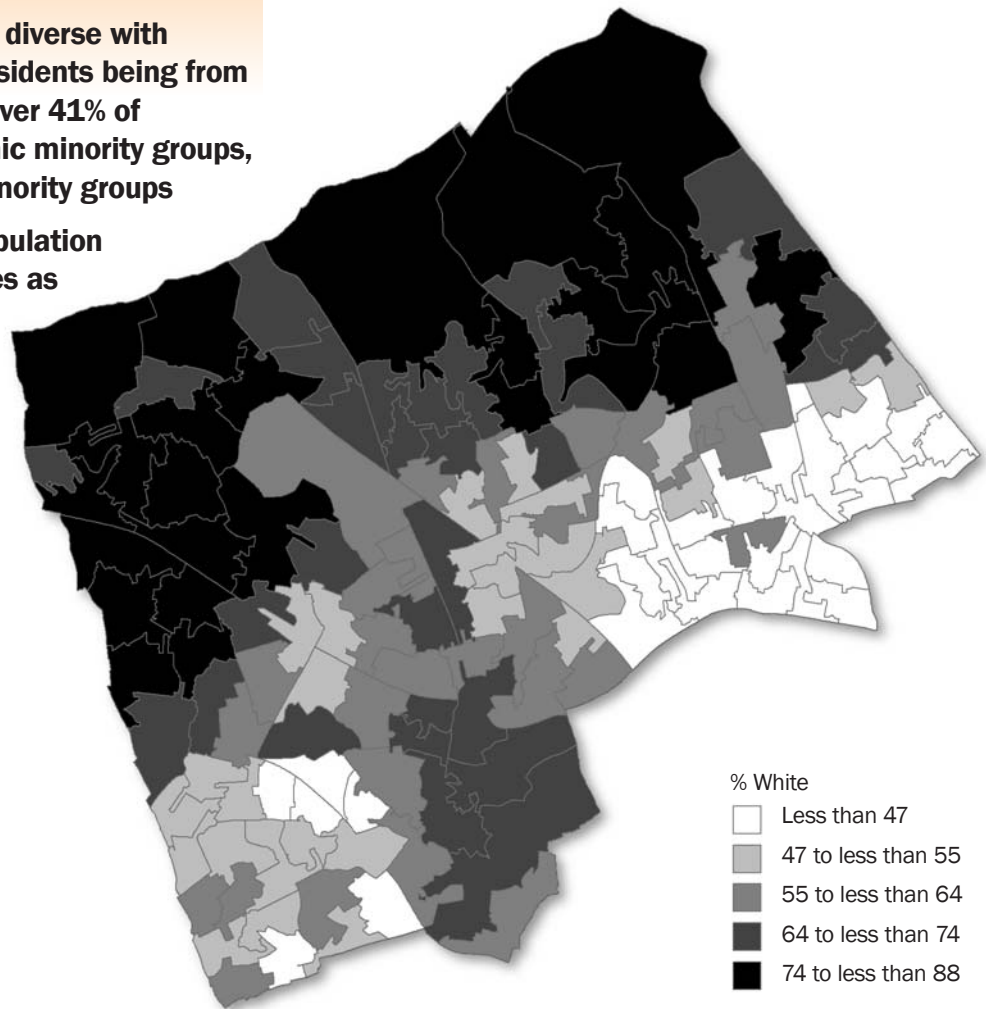 diverse with
sidents being from
ver 41% of
ic minority groups,
nority groups
pulation
es as
% White
Less than 47
47 to less than 55
55 to less than 64
64 to less than 74
74 to less than 88